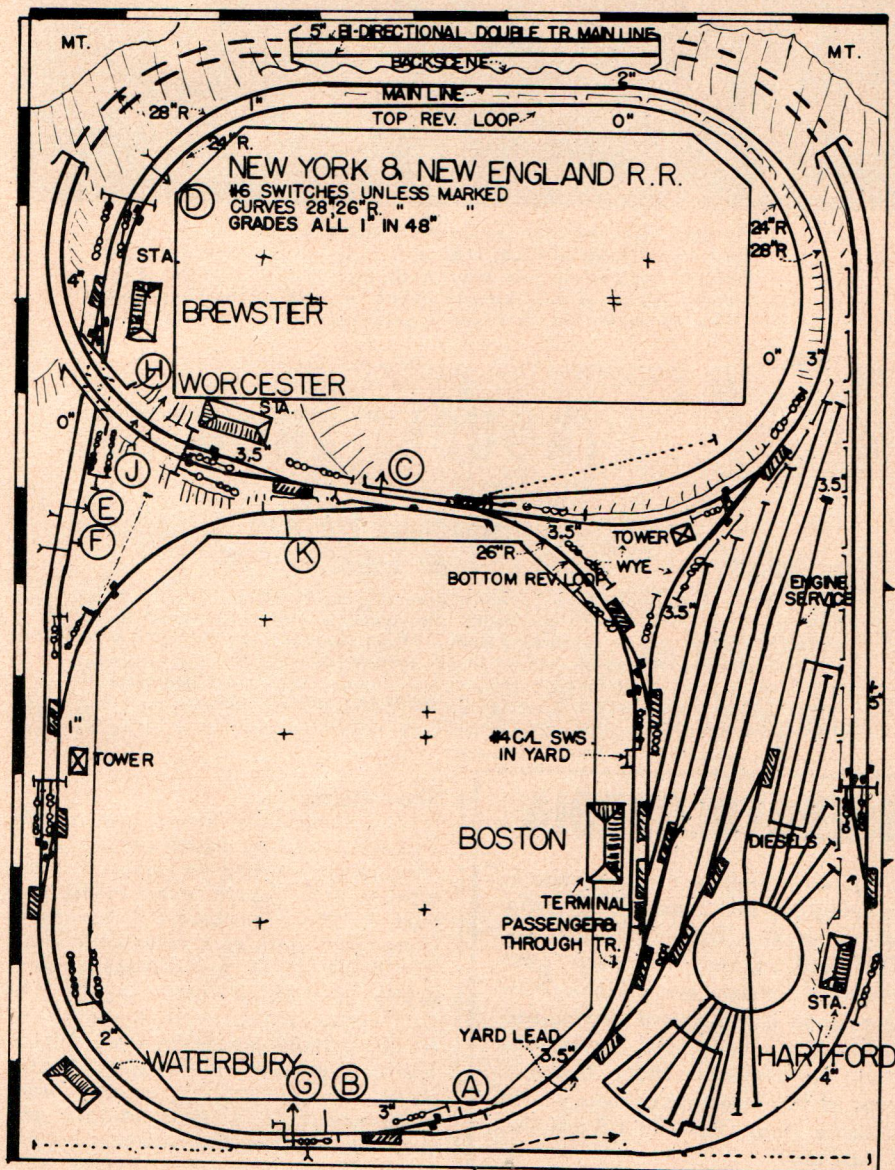 MT.
5" BI-DIRECTIONAL DOUBLE TR. MAIN LINE
MT.
BACKSCENE
2"
MAIN LINE
1"
28"R
TOP REV. LOOP
0"
24"R.
NEW YORK & NEW ENGLAND R.R.
#6 SWITCHES UNLESS MARKED
CURVES 28",26"R. " "
GRADES ALL 1" IN 48"
D
24"R
28"R
STA.
4"
BREWSTER
0"
3"
H
WORCESTER
STA.
0"
3.5"
J
C
3.5"
E
F
K
3.5"
TOWER
26"R
WYE
BOTTOM REV. LOOP
ENGINE
SERVICE
3.5"
1"
TOWER
#4 C/L SWS.
IN YARD
BOSTON
DIESELS
TERMINAL
PASSENGER&
THROUGH TR.
STA.
2"
YARD LEAD
3.5"
WATERBURY
HARTFORD
4"
G
B
A
3"